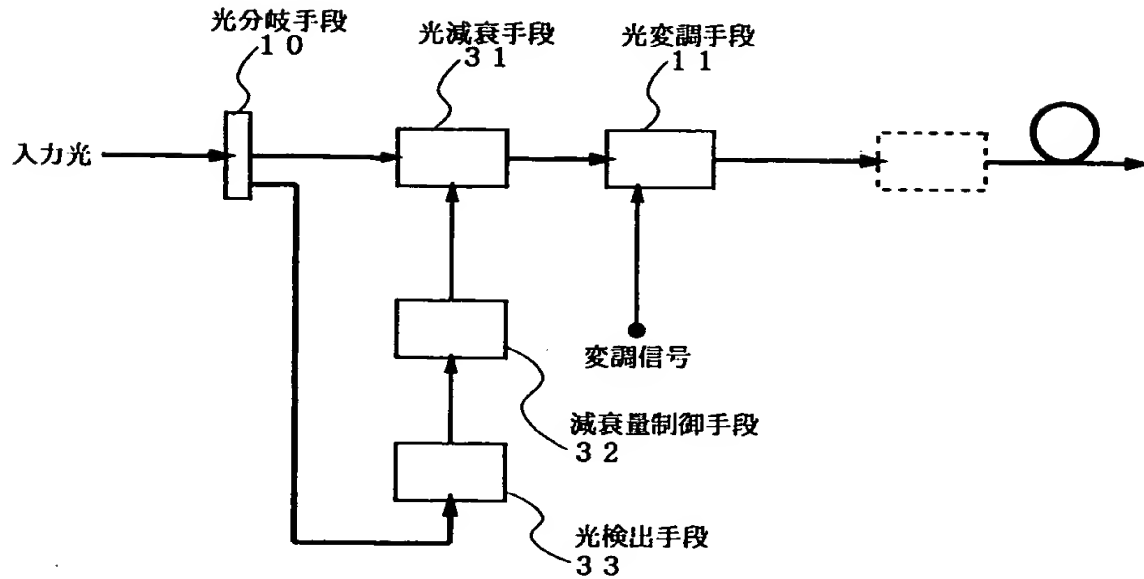 光分岐手段
１０
光減衰手段
３１
光変調手段
１１
入力光
変調信号
減衰量制御手段
３２
光検出手段
３３